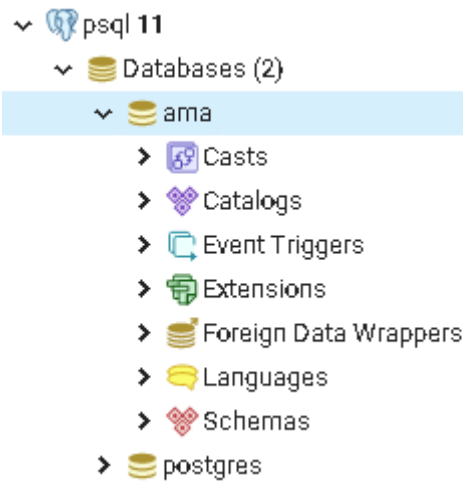 psql 11
Databases (2)
ama
Casts
Catalogs
Event Triggers
Extensions
Foreign Data Wrappers
Languages
Schemas
postgres